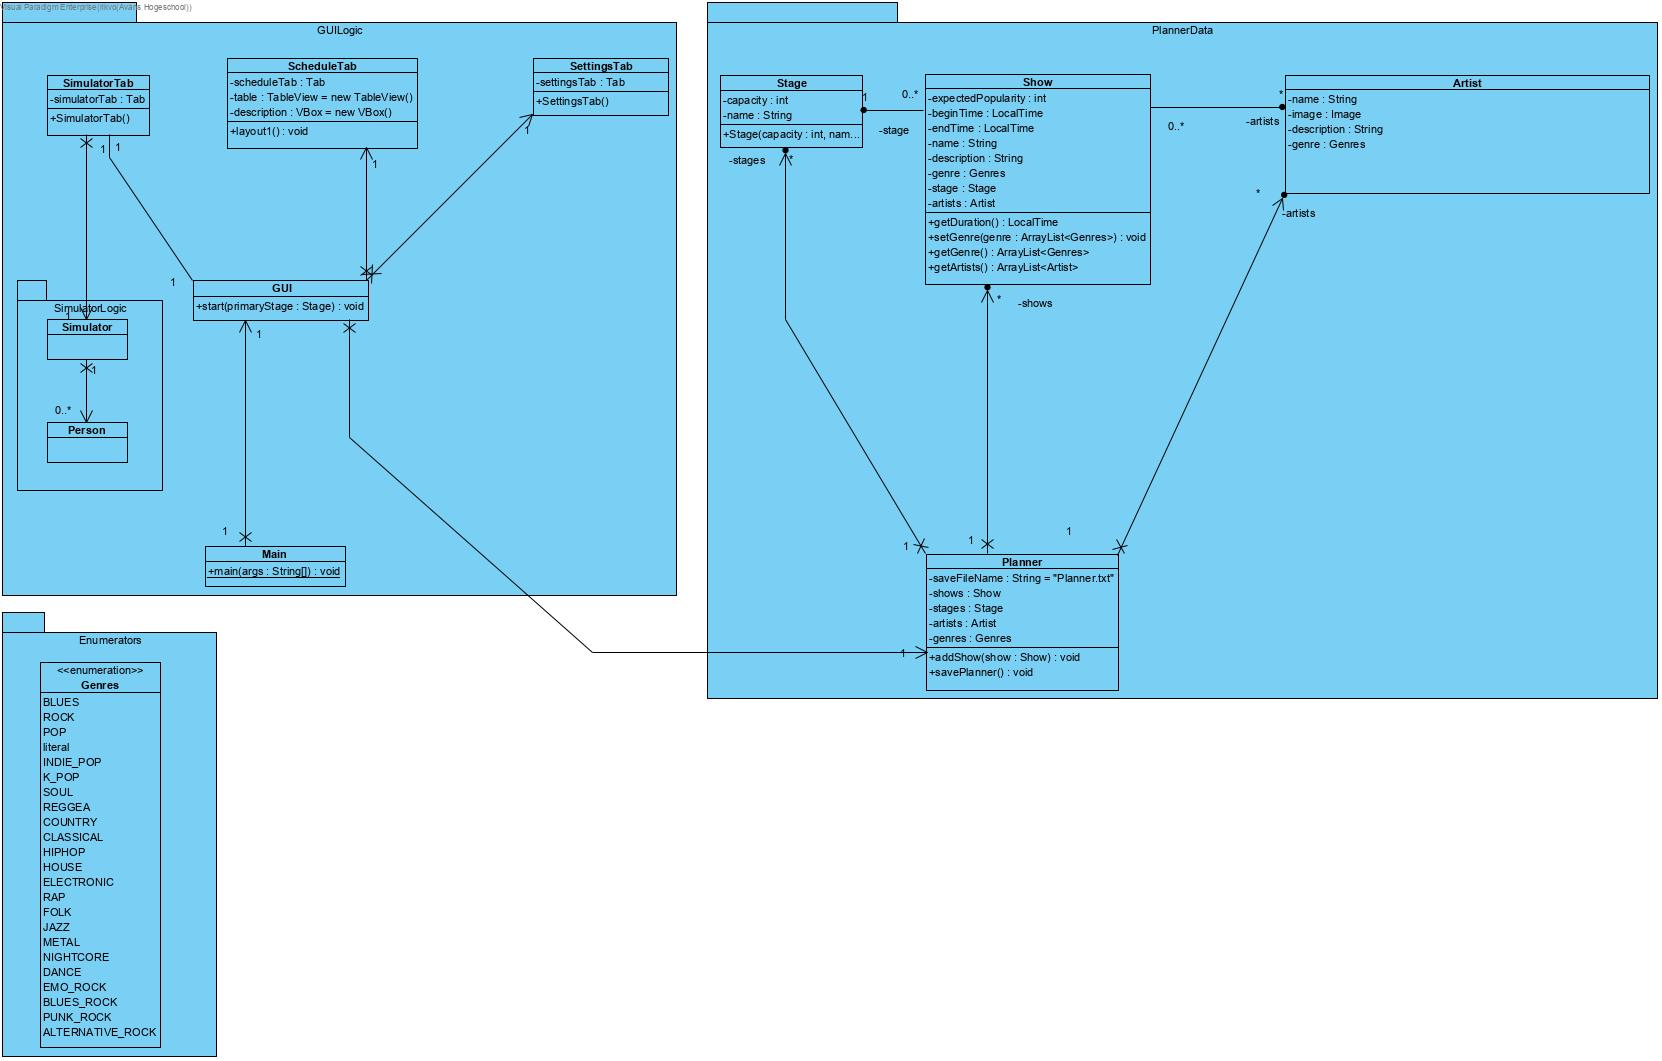 Visual Paradigm Enterprise(rikvo(Avans Hogeschool))
GUILogic
SimulatorTab
-simulatorTab : Tab
+SimulatorTab()
ScheduleTab
-scheduleTab : Tab
-table : TableView = new TableView()
-description : VBox = new VBox()
+layout1() : void
SettingsTab
-settingsTab : Tab
+SettingsTab()
1
1
1
1
1
GUI
+start(primaryStage : Stage) : void
1
SimulatorLogic
1
Simulator
1
0..*
Person
1
Main
+main(args : String[]) : void
PlannerData
Stage
-capacity : int
-name : String
+Stage(capacity : int, nam...
1
0..*
-stage
-stages
*
Show
-expectedPopularity : int
-beginTime : LocalTime
-endTime : LocalTime
-name : String
-description : String
-genre : Genres
-stage : Stage
-artists : Artist
+getDuration() : LocalTime
+setGenre(genre : ArrayList<Genres>) : void
+getGenre() : ArrayList<Genres>
+getArtists() : ArrayList<Artist>
*
0..*
-artists
Artist
-name : String
-image : Image
-description : String
-genre : Genres
*
-artists
*
-shows
1
1
1
Planner
-saveFileName : String = "Planner.txt"
-shows : Show
-stages : Stage
-artists : Artist
-genres : Genres
+addShow(show : Show) : void
+savePlanner() : void
1
Enumerators
<<enumeration>>
Genres
BLUES
ROCK
POP
literal
INDIE_POP
K_POP
SOUL
REGGEA
COUNTRY
CLASSICAL
HIPHOP
HOUSE
ELECTRONIC
RAP
FOLK
JAZZ
METAL
NIGHTCORE
DANCE
EMO_ROCK
BLUES_ROCK
PUNK_ROCK
ALTERNATIVE_ROCK